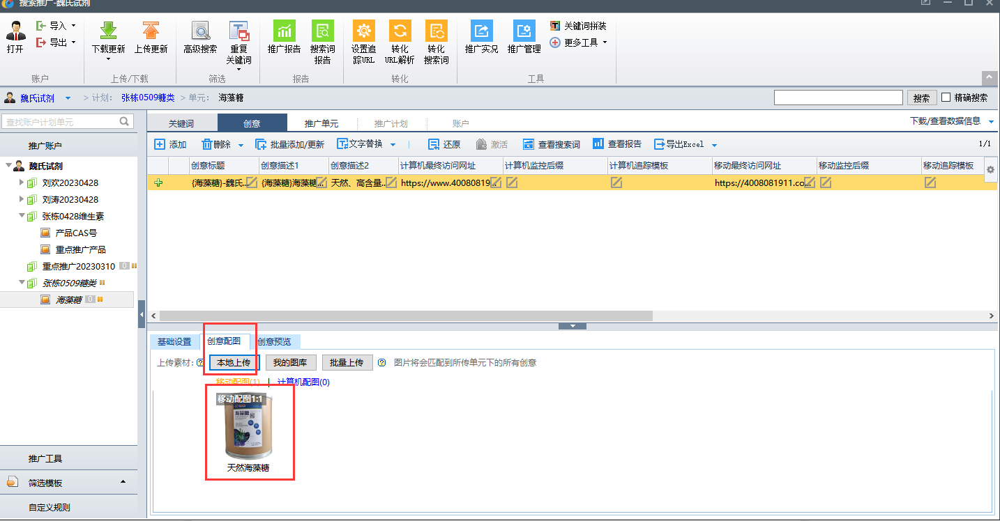 搜索推广-魏氏试剂
打开
导入
导出
下载更新
上传更新
高级搜索
重复
关键词
推广报告
搜索词
报告
设置追
踪URL
转化
URL解析
转化
搜索词
推广实况
推广管理
关键词拼装
更多工具
账户
上传/下载
筛选
报告
转化
工具
魏氏试剂
> 计划:
张栋0509糖类
> 单元:
海藻糖
搜索
精确搜索
查找账户计划单元
推广账户
魏氏试剂
刘欢20230428
刘涛20230428
张栋0428维生素
产品CAS号
重点推广产品
重点推广20230310 0
张栋0509糖类
海藻糖 0
推广工具
筛选模板
自定义规则
关键词
创意
推广单元
推广计划
账户
下载/查看数据信息
添加
删除
批量添加/更新
文字替换
还原
激活
查看搜索词
查看报告
导出Excel
1/1
创意标题
创意描述1
创意描述2
计算机最终访问网址
计算机监控后缀
计算机追踪模板
移动最终访问网址
移动监控后缀
移动追踪模板
{海藻糖}-魏氏...
{海藻糖}海藻糖...
天然、高含量...
https://www.40080819...
https://4008081911.co...
基础设置
创意配图
创意预览
上传素材:
本地上传
我的图库
批量上传
图片将会匹配到所传单元下的所有创意
移动配图(1)
计算机配图(0)
移动配图1:1
海藻糖
天然海藻糖